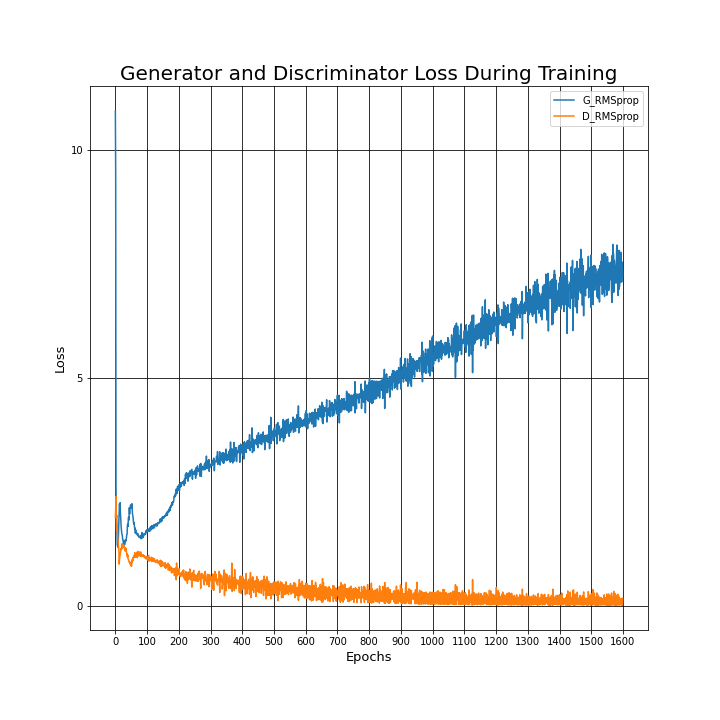 Generator and Discriminator Loss During Training
G_RMSprop
D_RMSprop
10
5
0
Loss
0 100 200 300 400 500 600 700 800 900 1000 1100 1200 1300 1400 1500 1600
Epochs